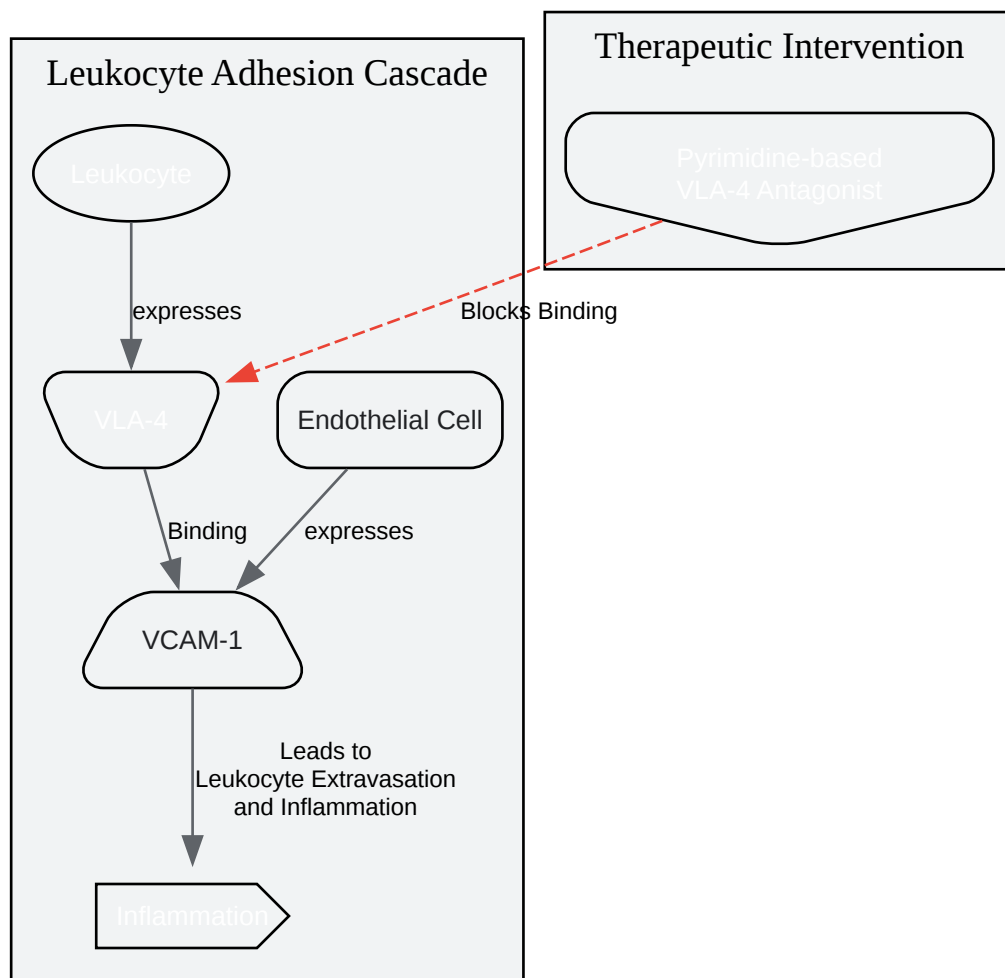 Leukocyte Adhesion Cascade
Therapeutic Intervention
Leukocyte
Pyrimidine-based
VLA-4 Antagonist
expresses
Blocks Binding
VLA-4
Endothelial Cell
Binding
expresses
VCAM-1
Leads to
Leukocyte Extravasation
and Inflammation
Inflammation